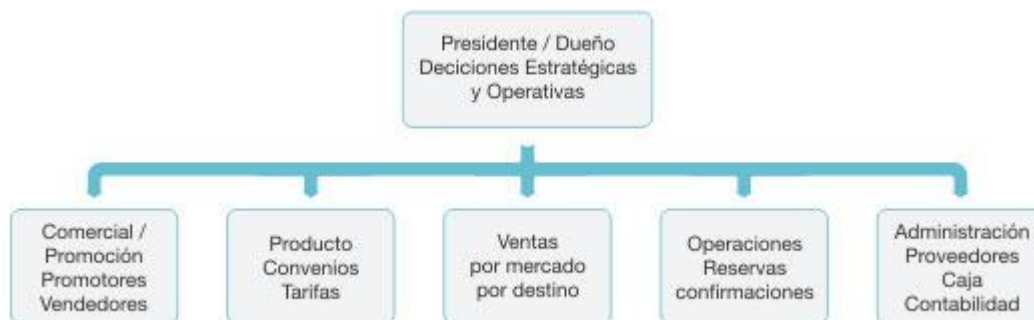 Presidente / Dueño
Deciciones Estratégicas
y Operativas
Comercial /
Promoción
Promotores
Vendedores
Producto
Convenios
Tarifas
Ventas
por mercado
por destino
Operaciones
Reservas
confirmaciones
Administración
Proveedores
Caja
Contabilidad